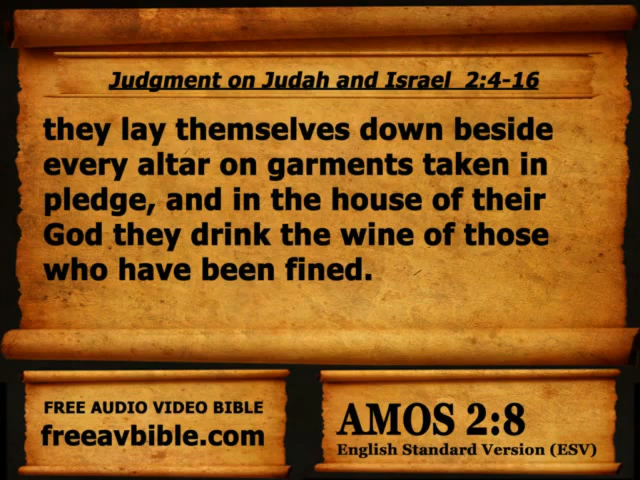 Judgment on Judah and Israel  2:4-16
they lay themselves down beside
every altar on garments taken in
pledge, and in the house of their
God they drink the wine of those
who have been fined.
FREE AUDIO VIDEO BIBLE
freeavbible.com
AMOS 2:8
English Standard Version (ESV)